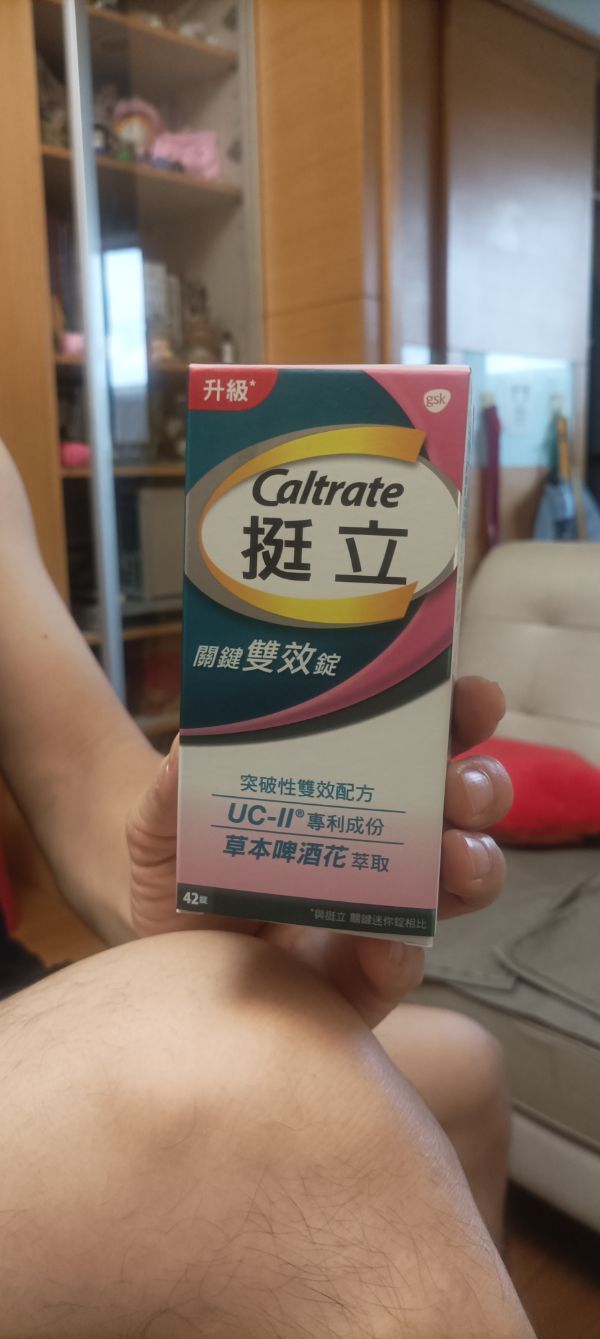 升級*
gsk
Caltrate
挺立
關鍵雙效錠
突破性雙效配方
UC-II®專利成份
草本啤酒花萃取
42錠
*與挺立 關鍵迷你錠相比